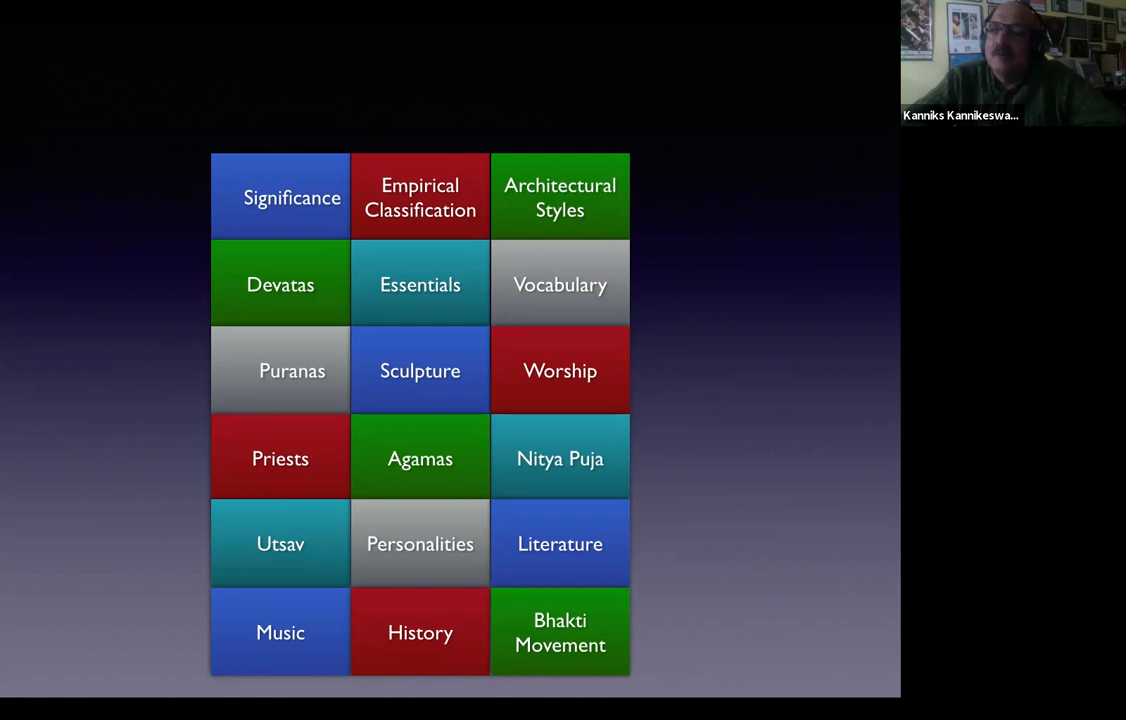 Kanniks Kannikeswa...
Significance
Empirical
Classification
Architectural
Styles
Devatas
Essentials
Vocabulary
Puranas
Sculpture
Worship
Priests
Agamas
Nitya Puja
Utsav
Personalities
Literature
Music
History
Bhakti
Movement